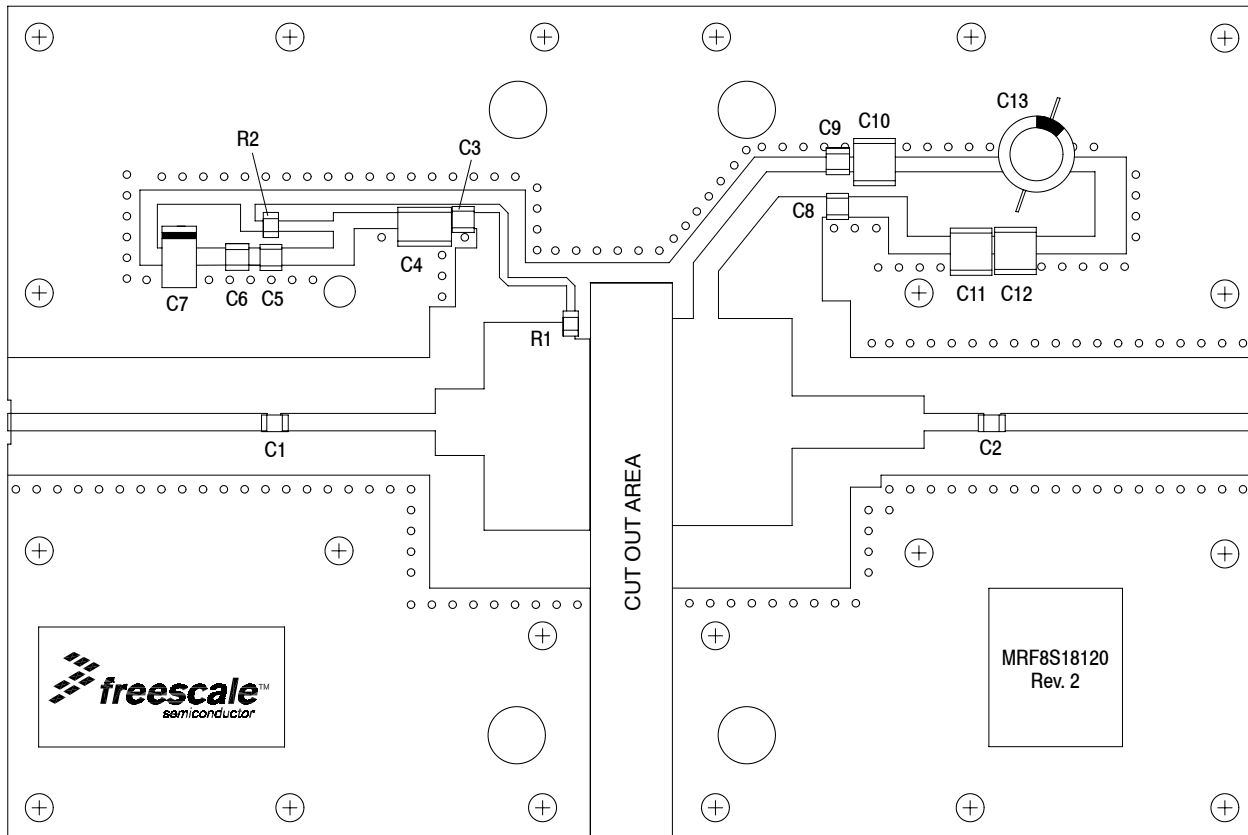 C13
C9
C10
R2
C3
C8
C4
C7
C6
C5
C11
C12
R1
C1
C2
CUT OUT AREA
MRF8S18120
Rev. 2
freescale™
semiconductor